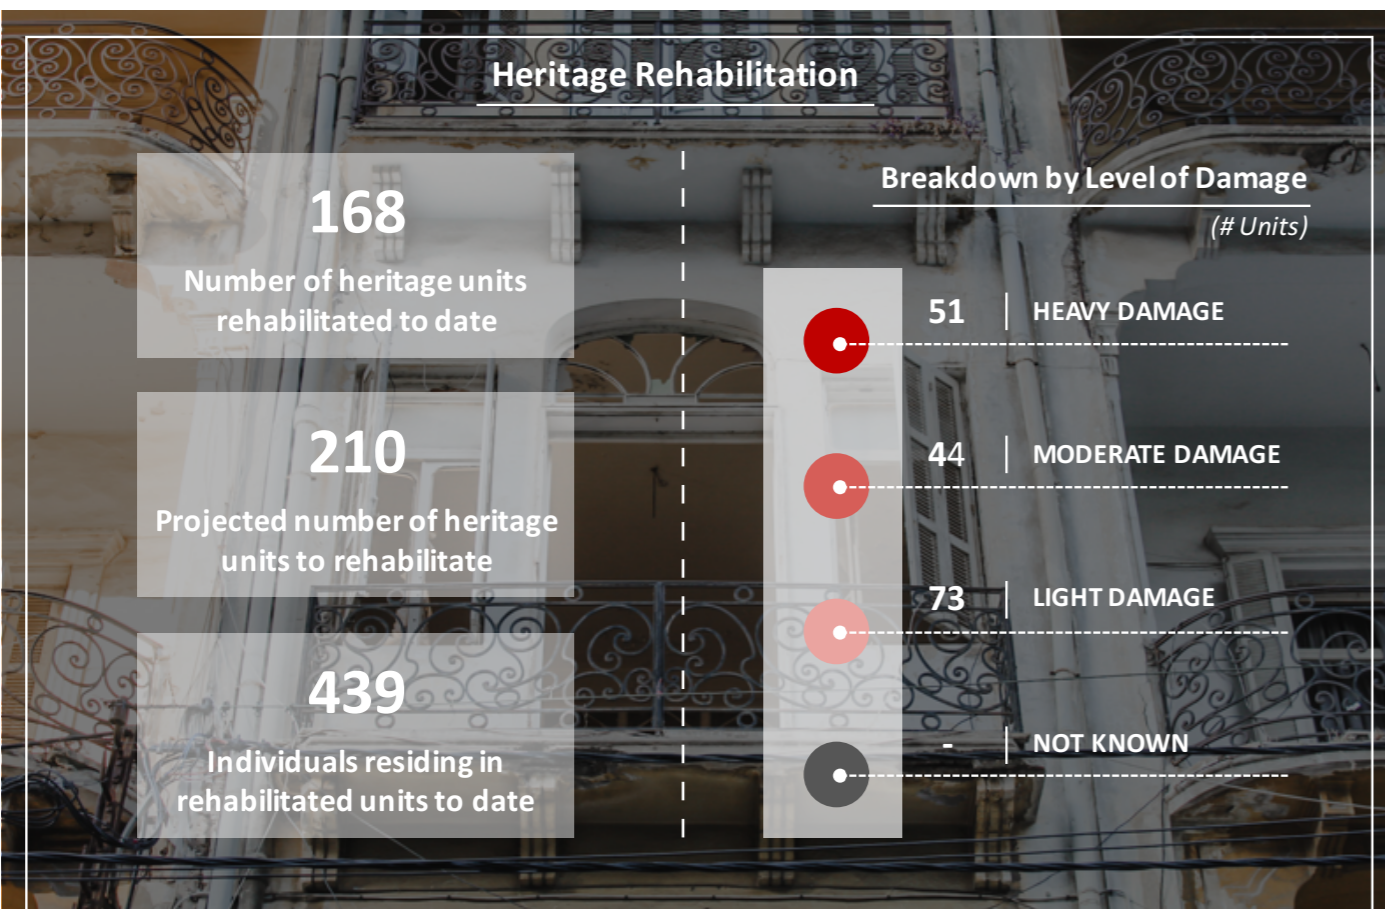 Heritage Rehabilitation
168
Number of heritage units
rehabilitated to date
210
Projected number of heritage
units to rehabilitate
439
Individuals residing in
rehabilitated units to date
Breakdown by Level of Damage
(# Units)
51 | HEAVY DAMAGE
44 | MODERATE DAMAGE
73 | LIGHT DAMAGE
- | NOT KNOWN